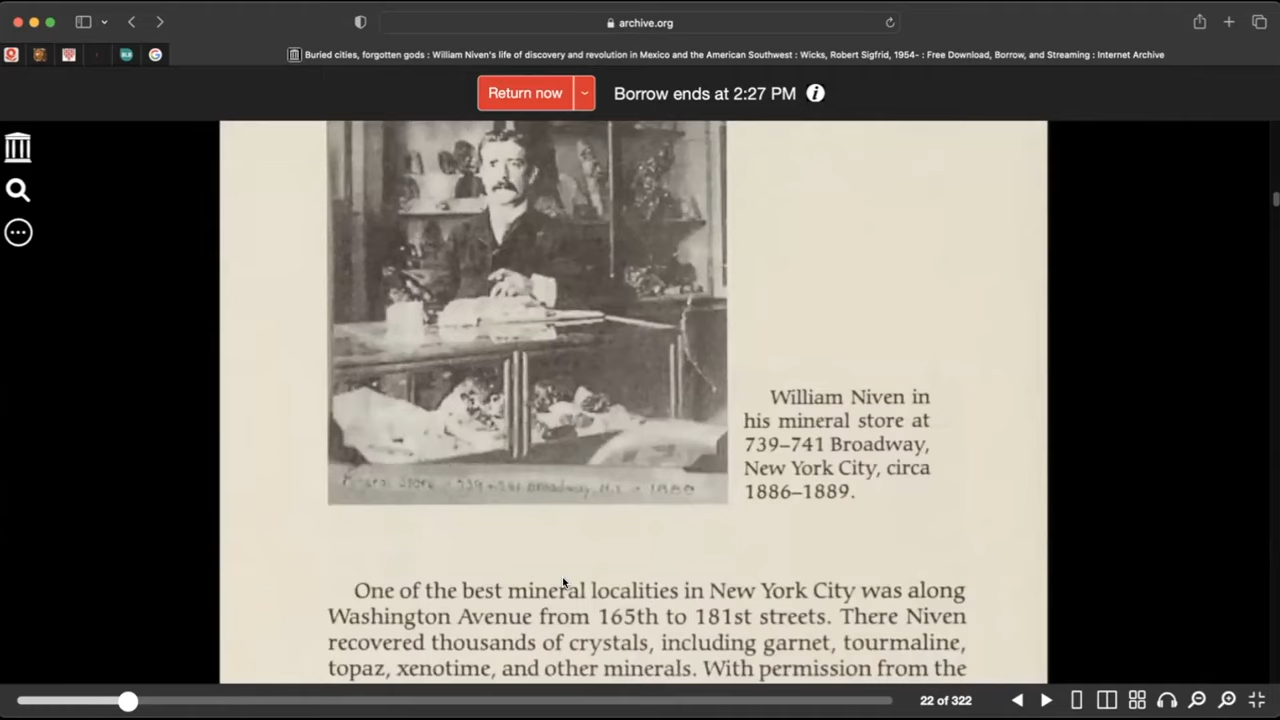 archive.org
Buried cities, forgotten gods : William Niven's life of discovery and revolution in Mexico and the American Southwest : Wicks, Robert Sigfrid, 1954- : Free Download, Borrow, and Streaming : Internet Archive
Return now
Borrow ends at 2:27 PM
William Niven in
his mineral store at
739–741 Broadway,
New York City, circa
1886–1889.
One of the best mineral localities in New York City was along
Washington Avenue from 165th to 181st streets. There Niven
recovered thousands of crystals, including garnet, tourmaline,
topaz, xenotime, and other minerals. With permission from the
22 of 322